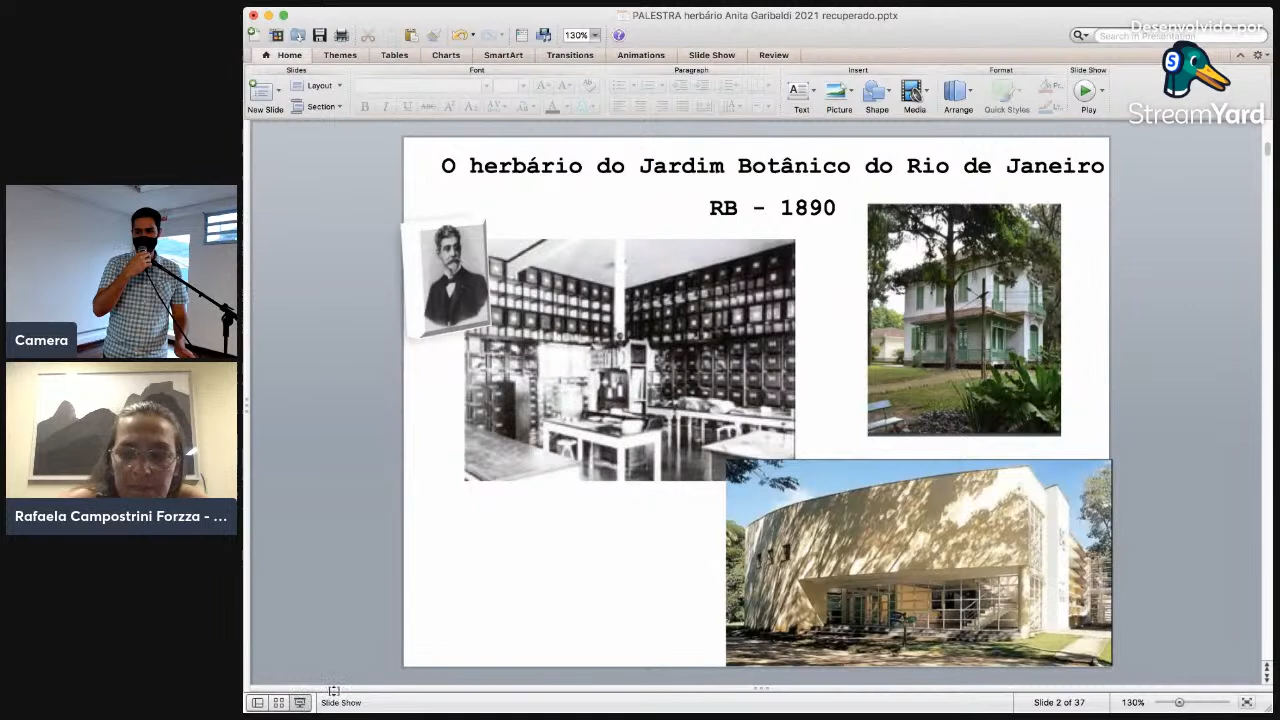 PALESTRA herbário Anita Garibaldi 2021 recuperado.pptx
Desenvolvido por
130%
Search in Presentation
Home Themes Tables Charts SmartArt Transitions Animations Slide Show Review
Slides Font Paragraph Insert Format Slide Show
Layout
Section
New Slide
Text Picture Shape Media Arrange Quick Styles Play
StreamYard
O herbário do Jardim Botânico do Rio de Janeiro
RB - 1890
Camera
Rafaela Campostrini Forzza - ...
Slide Show
Slide 2 of 37
130%